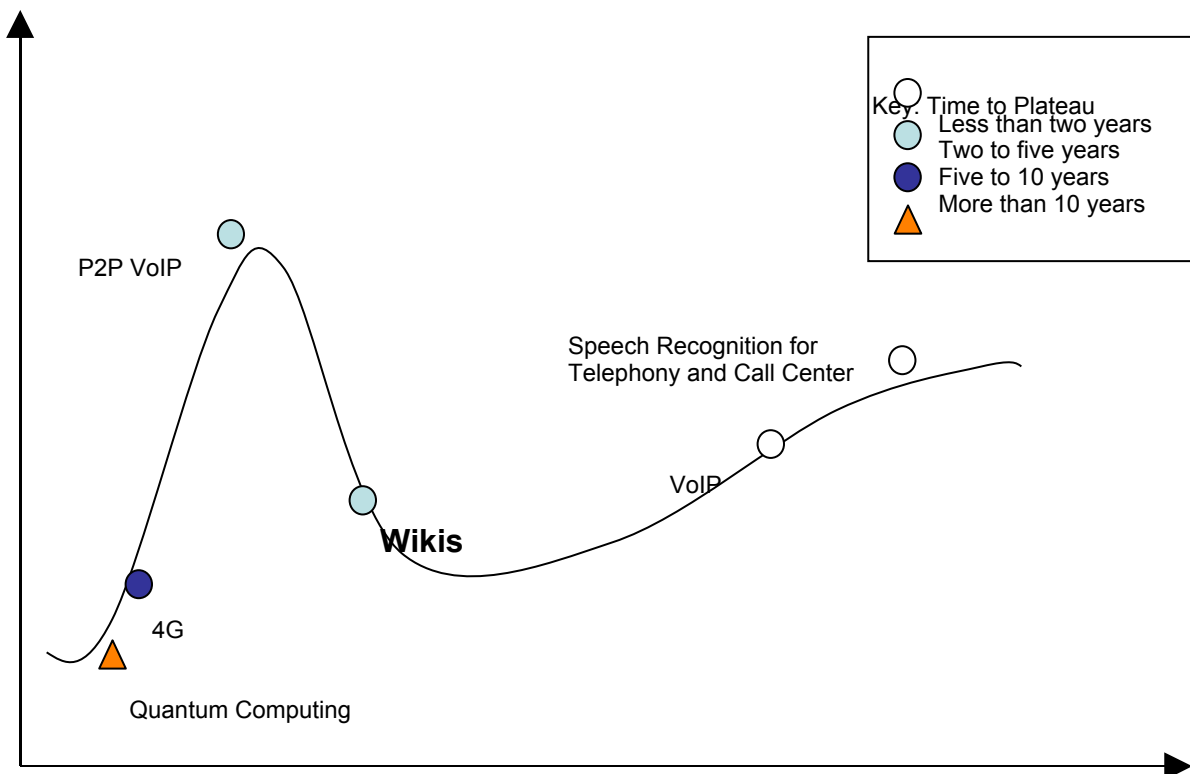 Key: Time to Plateau
Less than two years
Two to five years
Five to 10 years
More than 10 years
P2P VoIP
Speech Recognition for
Telephony and Call Center
VoIP
Wikis
4G
Quantum Computing